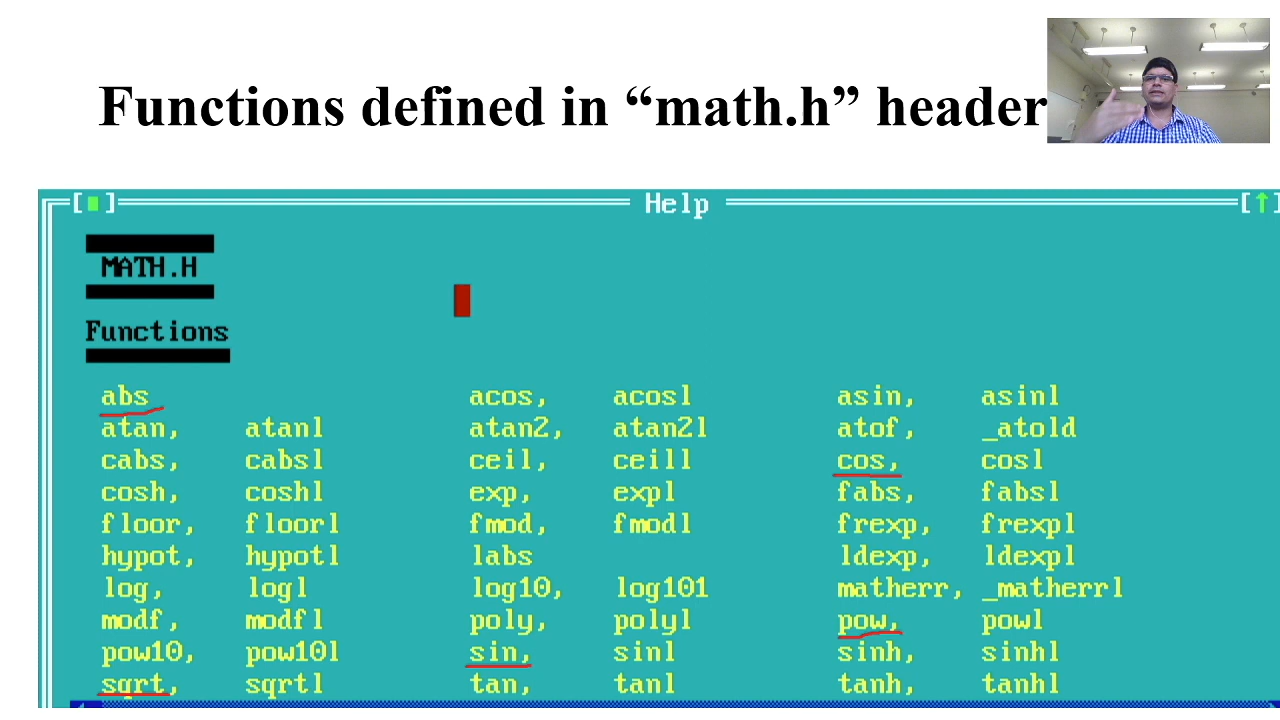 Functions defined in “math.h” header
[▪] Help [↑]
MATH.H
Functions
abs acos, acosl asin, asinl
atan, atanl atan2, atan2l atof, _atold
cabs, cabsl ceil, ceill cos, cosl
cosh, coshl exp, expl fabs, fabsl
floor, floorl fmod, fmodl frexp, frexpl
hypot, hypotl labs ldexp, ldexpl
log, logl log10, log101 matherr, _matherrl
modf, modfl poly, polyl pow, powl
pow10, pow10l sin, sinl sinh, sinhl
sqrt, sqrtl tan, tanl tanh, tanhl